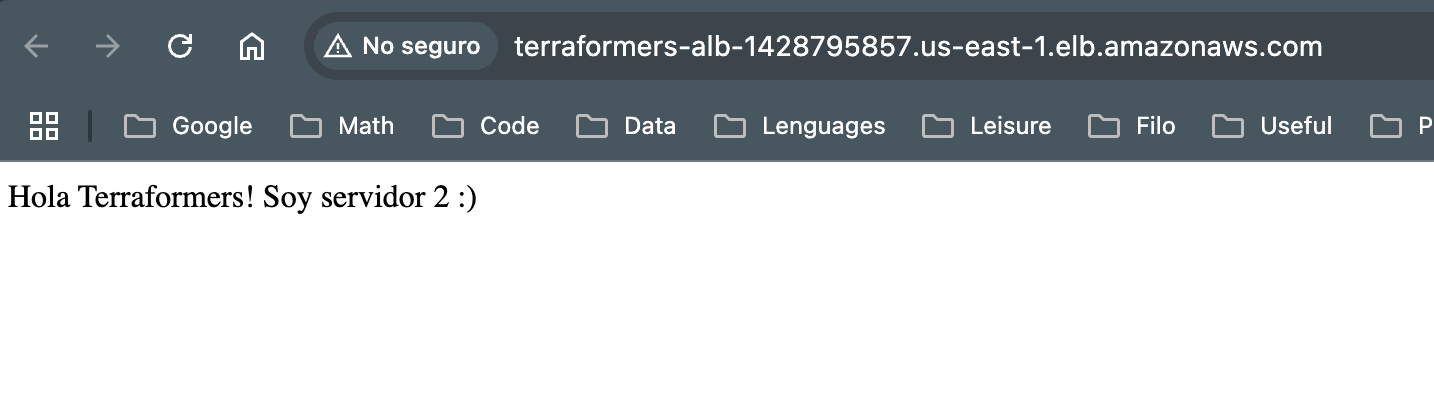 No seguro terraformers-alb-1428795857.us-east-1.elb.amazonaws.com
Google Math Code Data Lenguages Leisure Filo Useful P
Hola Terraformers! Soy servidor 2 :)